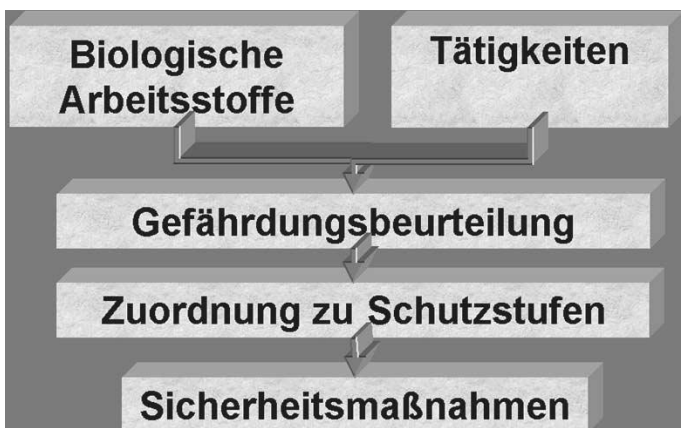 Biologische
Arbeitsstoffe
Tätigkeiten
Gefährdungsbeurteilung
Zuordnung zu Schutzstufen
Sicherheitsmaßnahmen